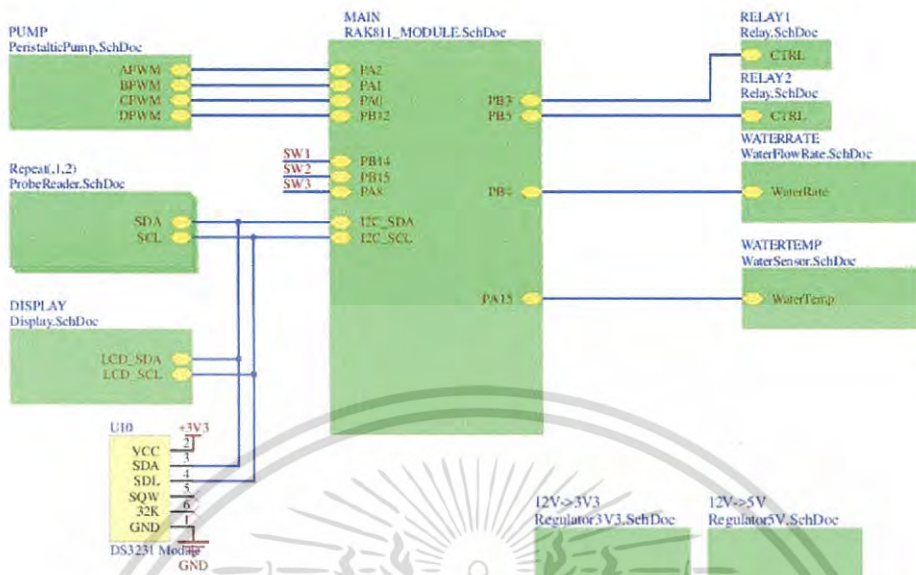 PUMP
PeristalticPump.SchDoc
APWM
BPWM
CPWM
DPWM
Repeat(,1,2)
ProbeReader.SchDoc
SDA
SCL
DISPLAY
Display.SchDoc
LCD_SDA
LCD_SCL
U10
+3V3
VCC 2
SDA 3
SDL 4
SQW 5
32K 6
GND 1
DS3231 Module
GND
MAIN
RAK811_MODULE.SchDoc
PA2
PA1
PA0
PB12
SW1 PB14
SW2 PB15
SW3 PA8
I2C_SDA
I2C_SCL
PB3
PB5
PB4
PA15
RELAY1
Relay.SchDoc
CTRL
RELAY2
Relay.SchDoc
CTRL
WATERRATE
WaterFlowRate.SchDoc
WaterRate
WATERTEMP
WaterSensor.SchDoc
WaterTemp
12V->3V3
Regulator3V3.SchDoc
12V->5V
Regulator5V.SchDoc